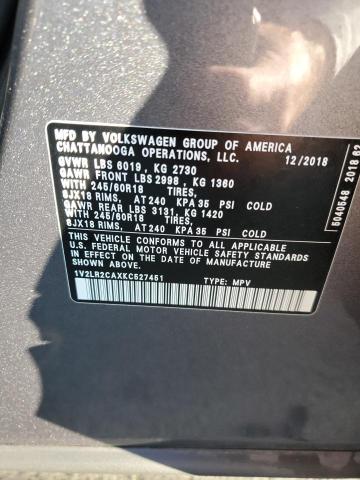 MFD BY VOLKSWAGEN GROUP OF AMERICA
CHATTANOOGA OPERATIONS, LLC. 12/2018
GVWR LBS 6019, KG 2730
GAWR FRONT LBS 2998, KG 1360
WITH 245/60R18 TIRES,
8JX18 RIMS, AT 240 KPA 35 PSI COLD
GAWR REAR LBS 3131, KG 1420
WITH 245/60R18 TIRES,
8JX18 RIMS, AT 240 KPA 35 PSI COLD
THIS VEHICLE CONFORMS TO ALL APPLICABLE
U.S. FEDERAL MOTOR VEHICLE SAFETY STANDARDS
IN EFFECT ON THE DATE OF MANUFACTURE SHOWN ABOVE
1V2LR2CAXKC527451 TYPE: MPV
5040548 2018 B2